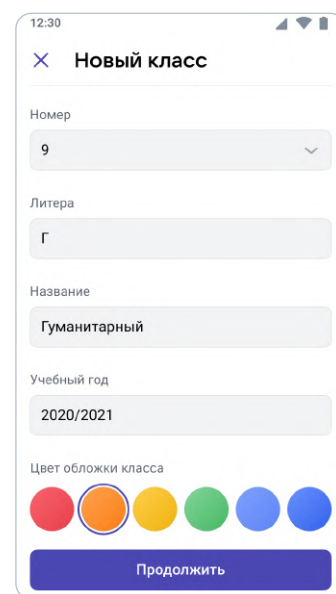 12:30
Новый класс
Номер
9
Литера
Г
Название
Гуманитарный
Учебный год
2020/2021
Цвет обложки класса
Продолжить